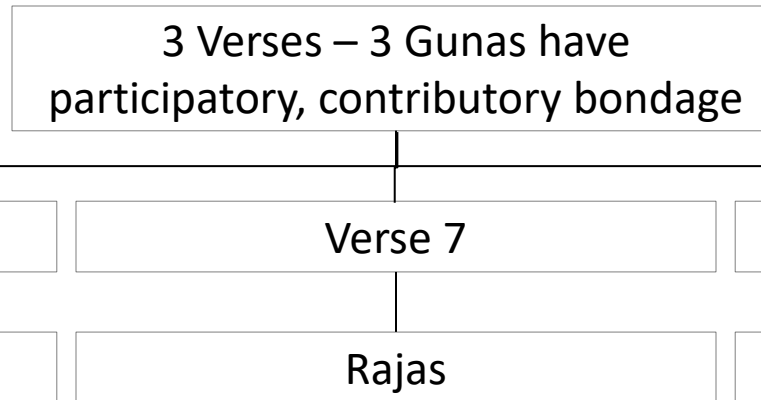 3 Verses – 3 Gunas have
participatory, contributory bondage
Verse 7
Rajas